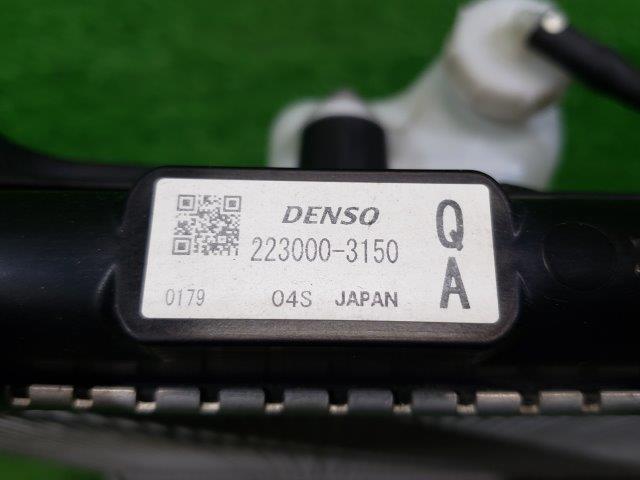 DENSO
223000-3150
Q
A
0179 04S JAPAN